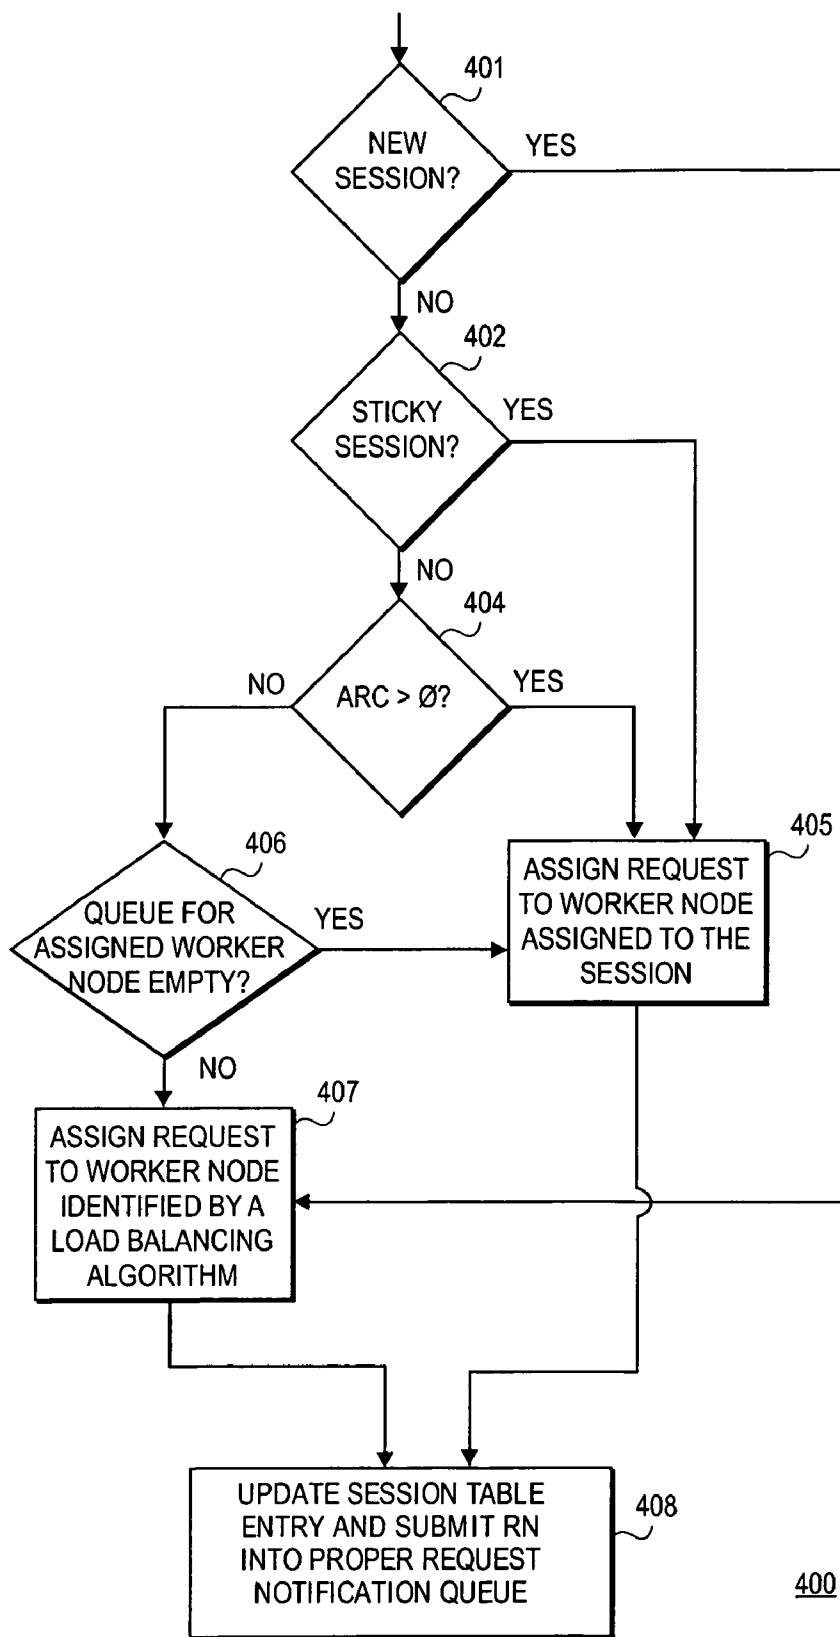 401
NEW
SESSION?
YES
NO
402
STICKY
SESSION?
YES
NO
404
ARC > Ø?
NO
YES
406
QUEUE FOR
ASSIGNED WORKER
NODE EMPTY?
YES
NO
405
ASSIGN REQUEST
TO WORKER NODE
ASSIGNED TO THE
SESSION
407
ASSIGN REQUEST
TO WORKER NODE
IDENTIFIED BY A
LOAD BALANCING
ALGORITHM
UPDATE SESSION TABLE
ENTRY AND SUBMIT RN
INTO PROPER REQUEST
NOTIFICATION QUEUE
408
400